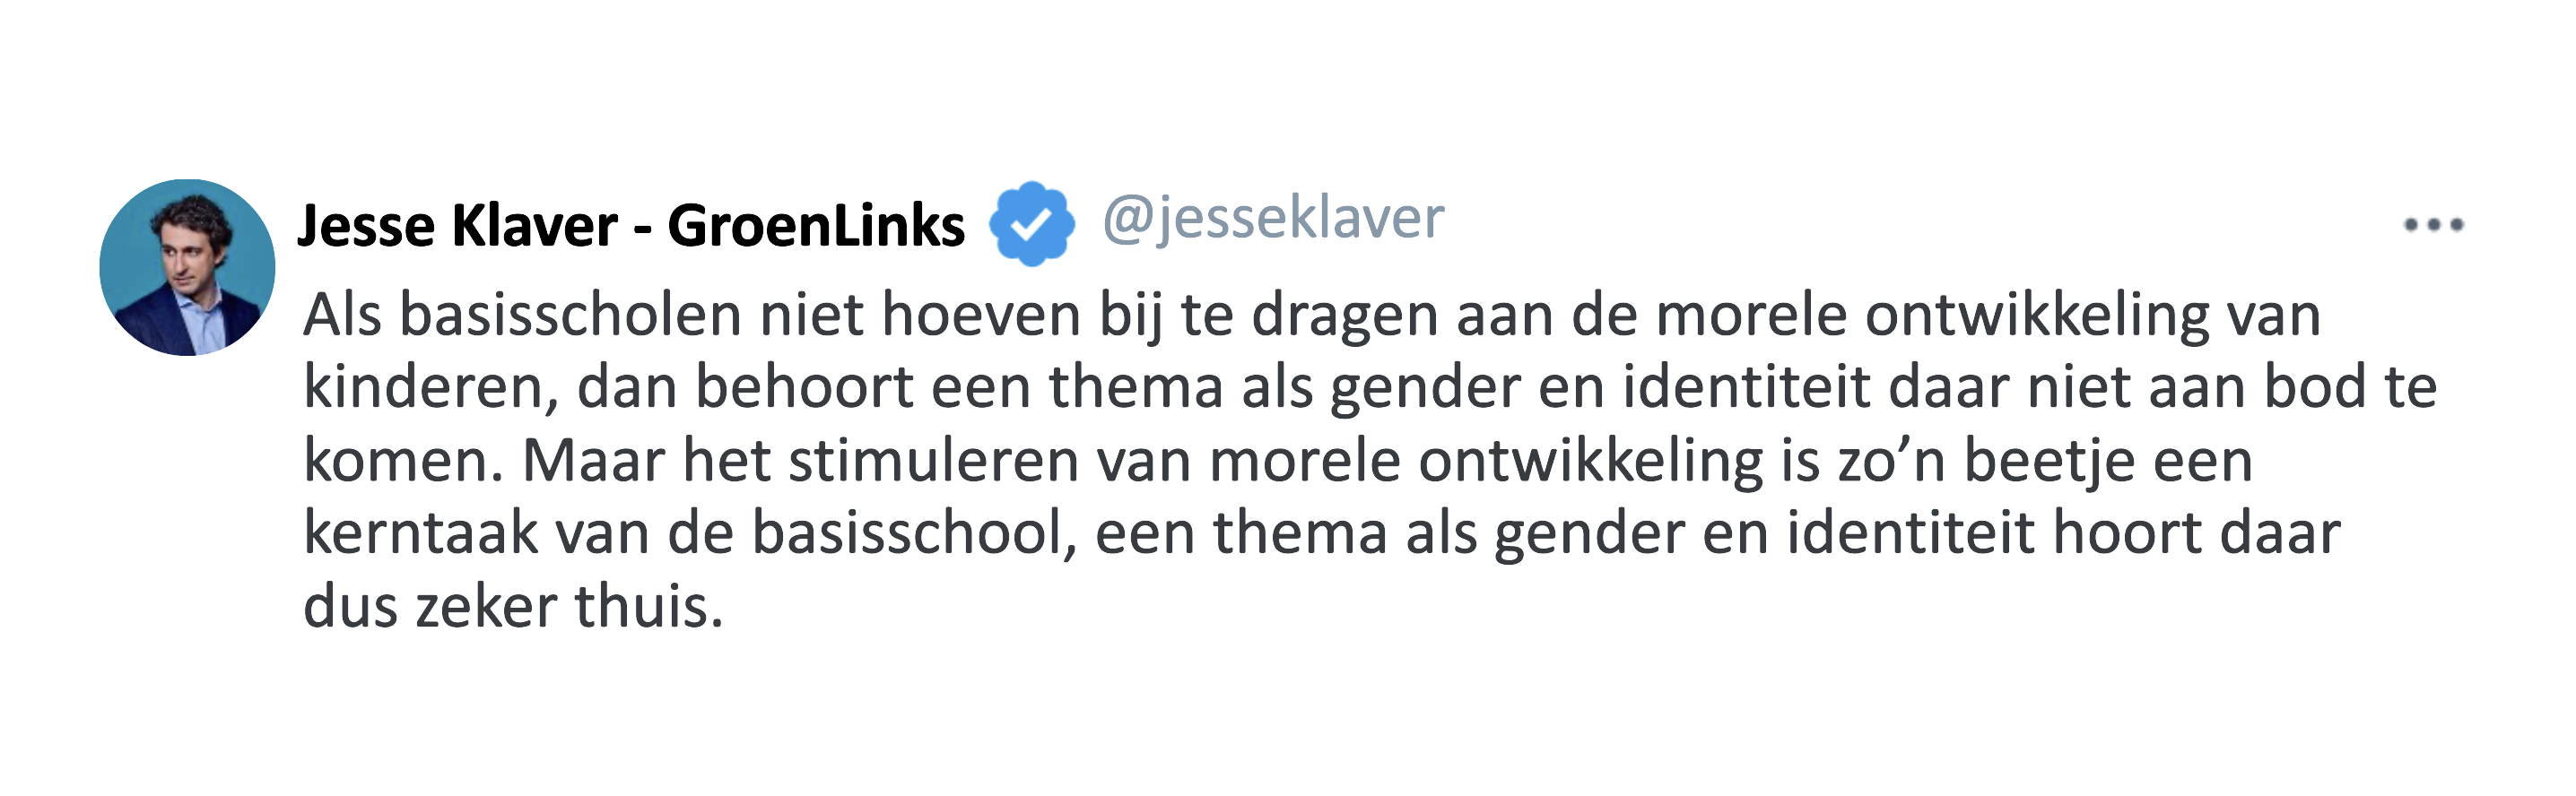 Jesse Klaver - GroenLinks @jesseklaver
Als basisscholen niet hoeven bij te dragen aan de morele ontwikkeling van
kinderen, dan behoort een thema als gender en identiteit daar niet aan bod te
komen. Maar het stimuleren van morele ontwikkeling is zo’n beetje een
kerntaak van de basisschool, een thema als gender en identiteit hoort daar
dus zeker thuis.